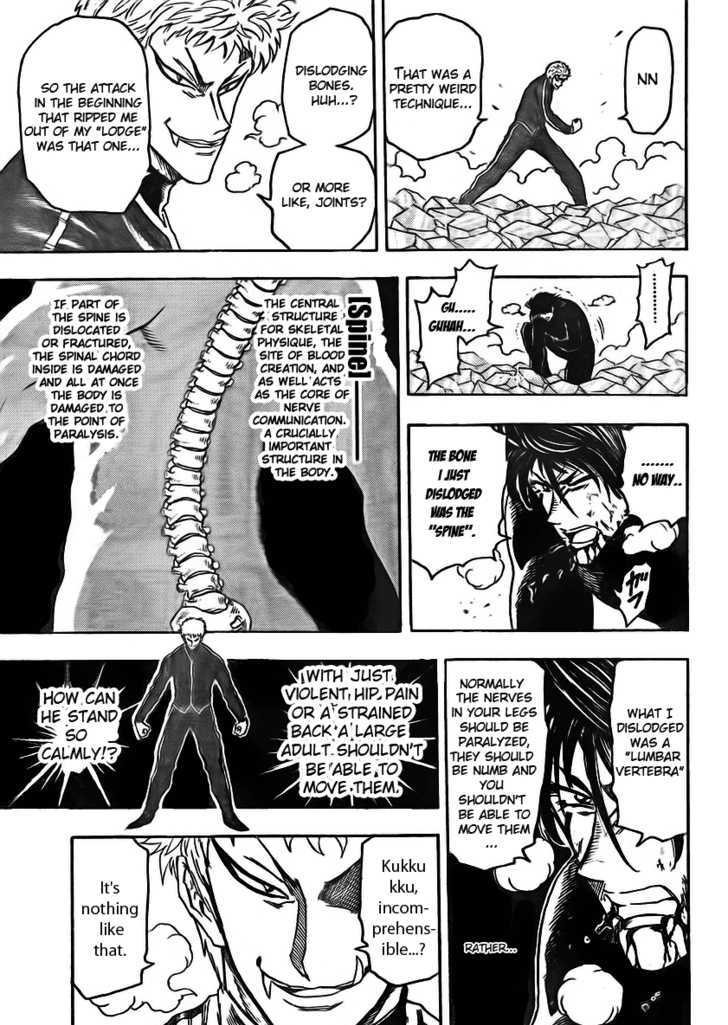 NN
THAT WAS A
PRETTY WEIRD
TECHNIQUE...
DISLODGING
BONES.
HUH...?
OR MORE
LIKE, JOINTS?
SO THE ATTACK
IN THE BEGINNING
THAT RIPPED ME
OUT OF MY "LODGE"
WAS THAT ONE...
........
GU.....
GUHAH...
[Spine]
THE CENTRAL
STRUCTURE
FOR SKELETAL
PHYSIQUE, THE
SITE OF BLOOD
CREATION, AND
AS WELL ACTS
AS THE CORE OF
NERVE
COMMUNICATION.
A CRUCIALLY
IMPORTANT
STRUCTURE IN
THE BODY.
IF PART OF
THE SPINE IS
DISLOCATED
OR FRACTURED,
THE SPINAL CHORD
INSIDE IS DAMAGED
AND ALL AT ONCE
THE BODY IS
DAMAGED TO
THE POINT OF
PARALYSIS.
.......
NO WAY..
THE BONE
I JUST
DISLODGED
WAS THE
"SPINE".
WHAT I
DISLODGED
WAS A
"LUMBAR
VERTEBRA"
NORMALLY
THE NERVES
IN YOUR LEGS
SHOULD BE
PARALYZED,
THEY SHOULD
BE NUMB AND
YOU
SHOULDN'T
BE ABLE TO
MOVE THEM
...
RATHER...
WITH JUST
VIOLENT HIP PAIN
OR A STRAINED
BACK A LARGE
ADULT SHOULDN'T
BE ABLE TO
MOVE THEM.
HOW CAN
HE STAND
SO
CALMLY!?
Kukku
kku,
incom-
prehens-
ible...?
It's
nothing
like
that.